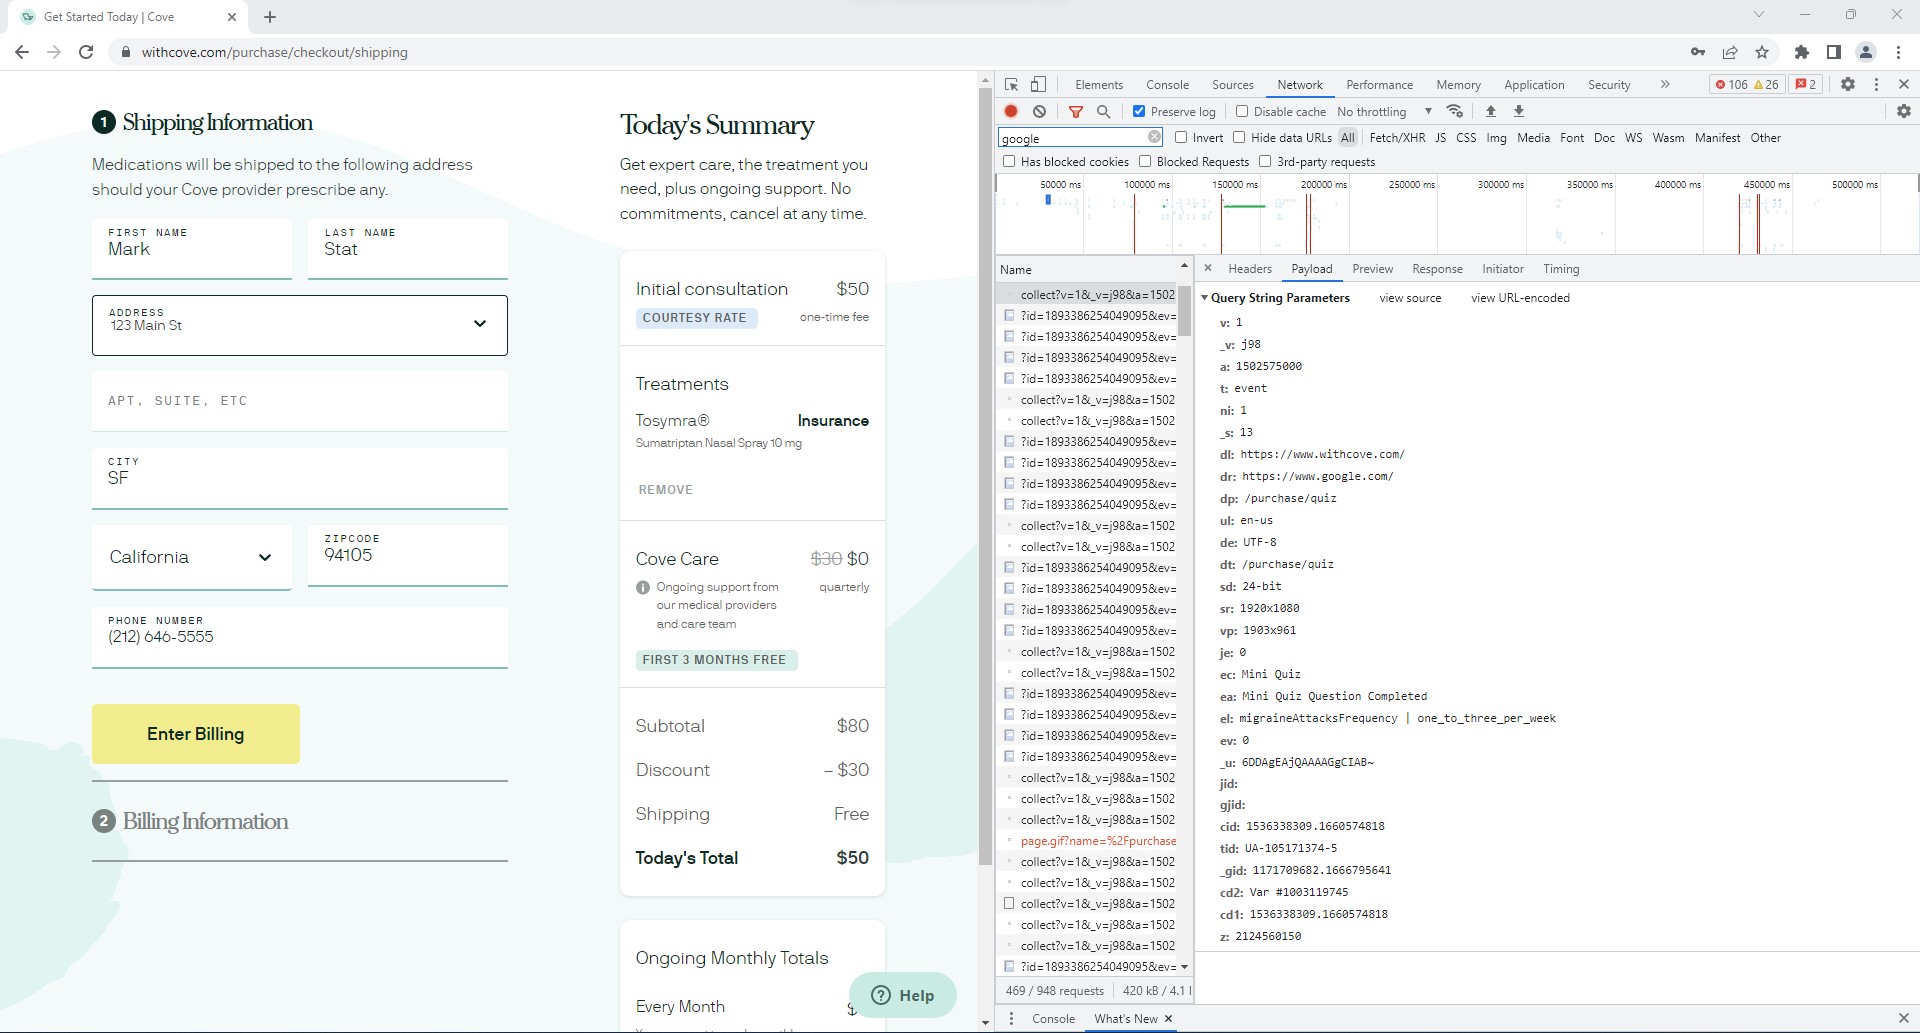 Get Started Today | Cove
withcove.com/purchase/checkout/shipping
1 Shipping Information
Medications will be shipped to the following address
should your Cove provider prescribe any.
FIRST NAME
Mark
LAST NAME
Stat
ADDRESS
123 Main St
APT, SUITE, ETC
CITY
SF
California
ZIPCODE
94105
PHONE NUMBER
(212) 646-5555
Enter Billing
2 Billing Information
Today's Summary
Get expert care, the treatment you
need, plus ongoing support. No
commitments, cancel at any time.
Initial consultation $50
COURTESY RATE one-time fee
Treatments
Tosymra® Insurance
Sumatriptan Nasal Spray 10 mg
REMOVE
Cove Care $30 $0
Ongoing support from quarterly
our medical providers
and care team
FIRST 3 MONTHS FREE
Subtotal $80
Discount – $30
Shipping Free
Today's Total $50
Ongoing Monthly Totals
Every Month $
Help
Elements Console Sources Network Performance Memory Application Security 106 26 2
Preserve log Disable cache No throttling
google Invert Hide data URLs All Fetch/XHR JS CSS Img Media Font Doc WS Wasm Manifest Other
Has blocked cookies Blocked Requests 3rd-party requests
50000 ms 100000 ms 150000 ms 200000 ms 250000 ms 300000 ms 350000 ms 400000 ms 450000 ms 500000 ms
Name
collect?v=1&_v=j98&a=1502
?id=1893386254049095&ev=
?id=1893386254049095&ev=
?id=1893386254049095&ev=
?id=1893386254049095&ev=
collect?v=1&_v=j98&a=1502
collect?v=1&_v=j98&a=1502
?id=1893386254049095&ev=
?id=1893386254049095&ev=
?id=1893386254049095&ev=
?id=1893386254049095&ev=
collect?v=1&_v=j98&a=1502
collect?v=1&_v=j98&a=1502
?id=1893386254049095&ev=
?id=1893386254049095&ev=
?id=1893386254049095&ev=
?id=1893386254049095&ev=
collect?v=1&_v=j98&a=1502
collect?v=1&_v=j98&a=1502
?id=1893386254049095&ev=
?id=1893386254049095&ev=
?id=1893386254049095&ev=
?id=1893386254049095&ev=
collect?v=1&_v=j98&a=1502
collect?v=1&_v=j98&a=1502
collect?v=1&_v=j98&a=1502
page.gif?name=%2Fpurchase
collect?v=1&_v=j98&a=1502
collect?v=1&_v=j98&a=1502
collect?v=1&_v=j98&a=1502
collect?v=1&_v=j98&a=1502
collect?v=1&_v=j98&a=1502
?id=1893386254049095&ev=
469 / 948 requests 420 kB / 4.1
Headers Payload Preview Response Initiator Timing
Query String Parameters view source view URL-encoded
v: 1
_v: j98
a: 1502575000
t: event
ni: 1
_s: 13
dl: https://www.withcove.com/
dr: https://www.google.com/
dp: /purchase/quiz
ul: en-us
de: UTF-8
dt: /purchase/quiz
sd: 24-bit
sr: 1920x1080
vp: 1903x961
je: 0
ec: Mini Quiz
ea: Mini Quiz Question Completed
el: migraineAttacksFrequency | one_to_three_per_week
ev: 0
_u: 6DDAgEAjQAAAAGgCIAB~
jid:
gjid:
cid: 1536338309.1660574818
tid: UA-105171374-5
_gid: 1171709682.1666795641
cd2: Var #1003119745
cd1: 1536338309.1660574818
z: 2124560150
Console What's New